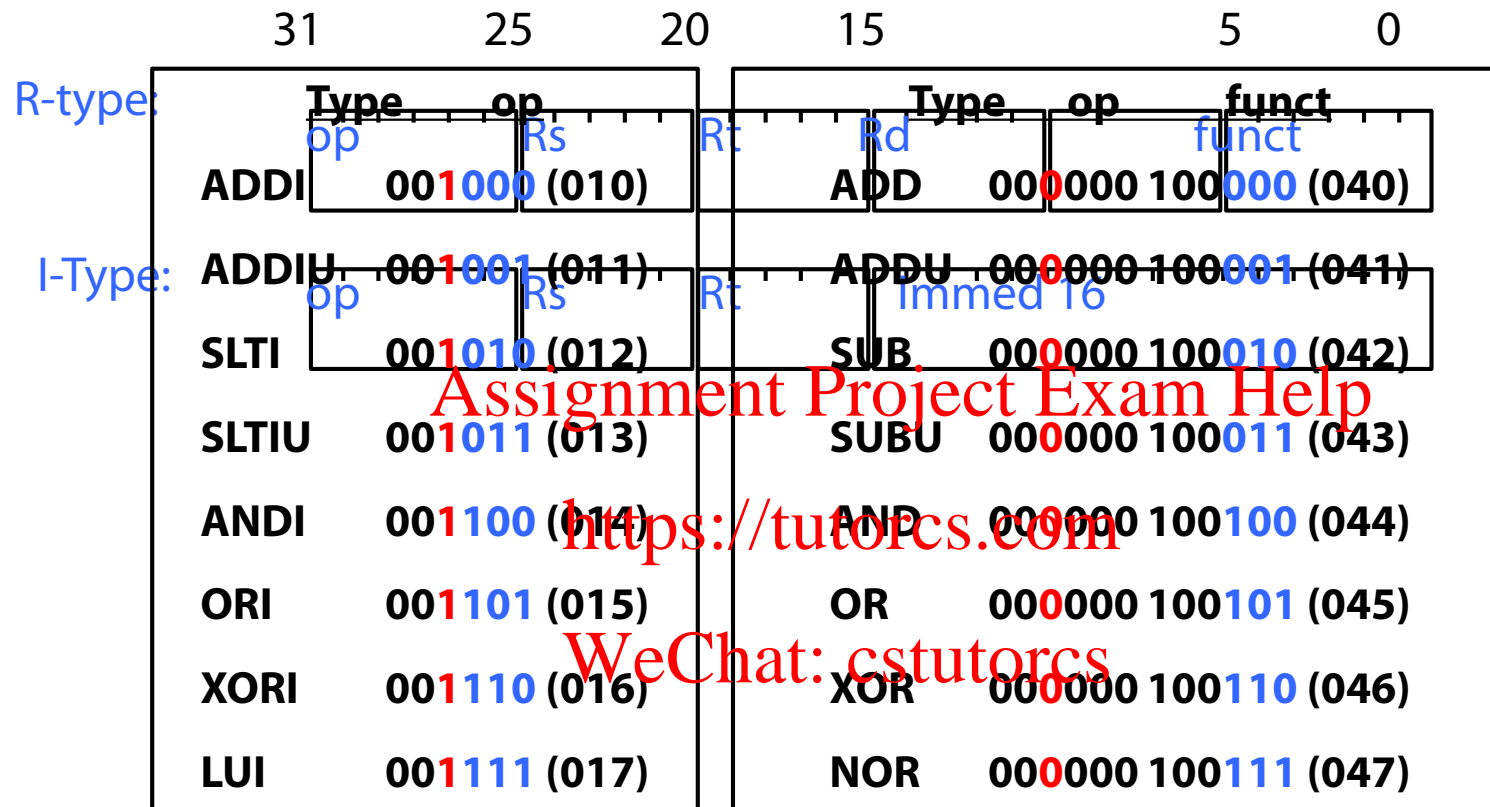 31 25 20 15 5 0
R-type: Type op Type op funct
op Rs Rt Rd funct
ADDI 001000 (010) ADD 000000 100000 (040)
I-Type: ADDIU 001001 (011) ADDU 000000 100001 (041)
op Rs Rt Immed 16
SLTI 001010 (012) SUB 000000 100010 (042)
Assignment Project Exam Help
SLTIU 001011 (013) SUBU 000000 100011 (043)
ANDI 001100 (014) AND 000000 100100 (044)
https://tutorcs.com
ORI 001101 (015) OR 000000 100101 (045)
WeChat: cstutorcs
XORI 001110 (016) XOR 000000 100110 (046)
LUI 001111 (017) NOR 000000 100111 (047)